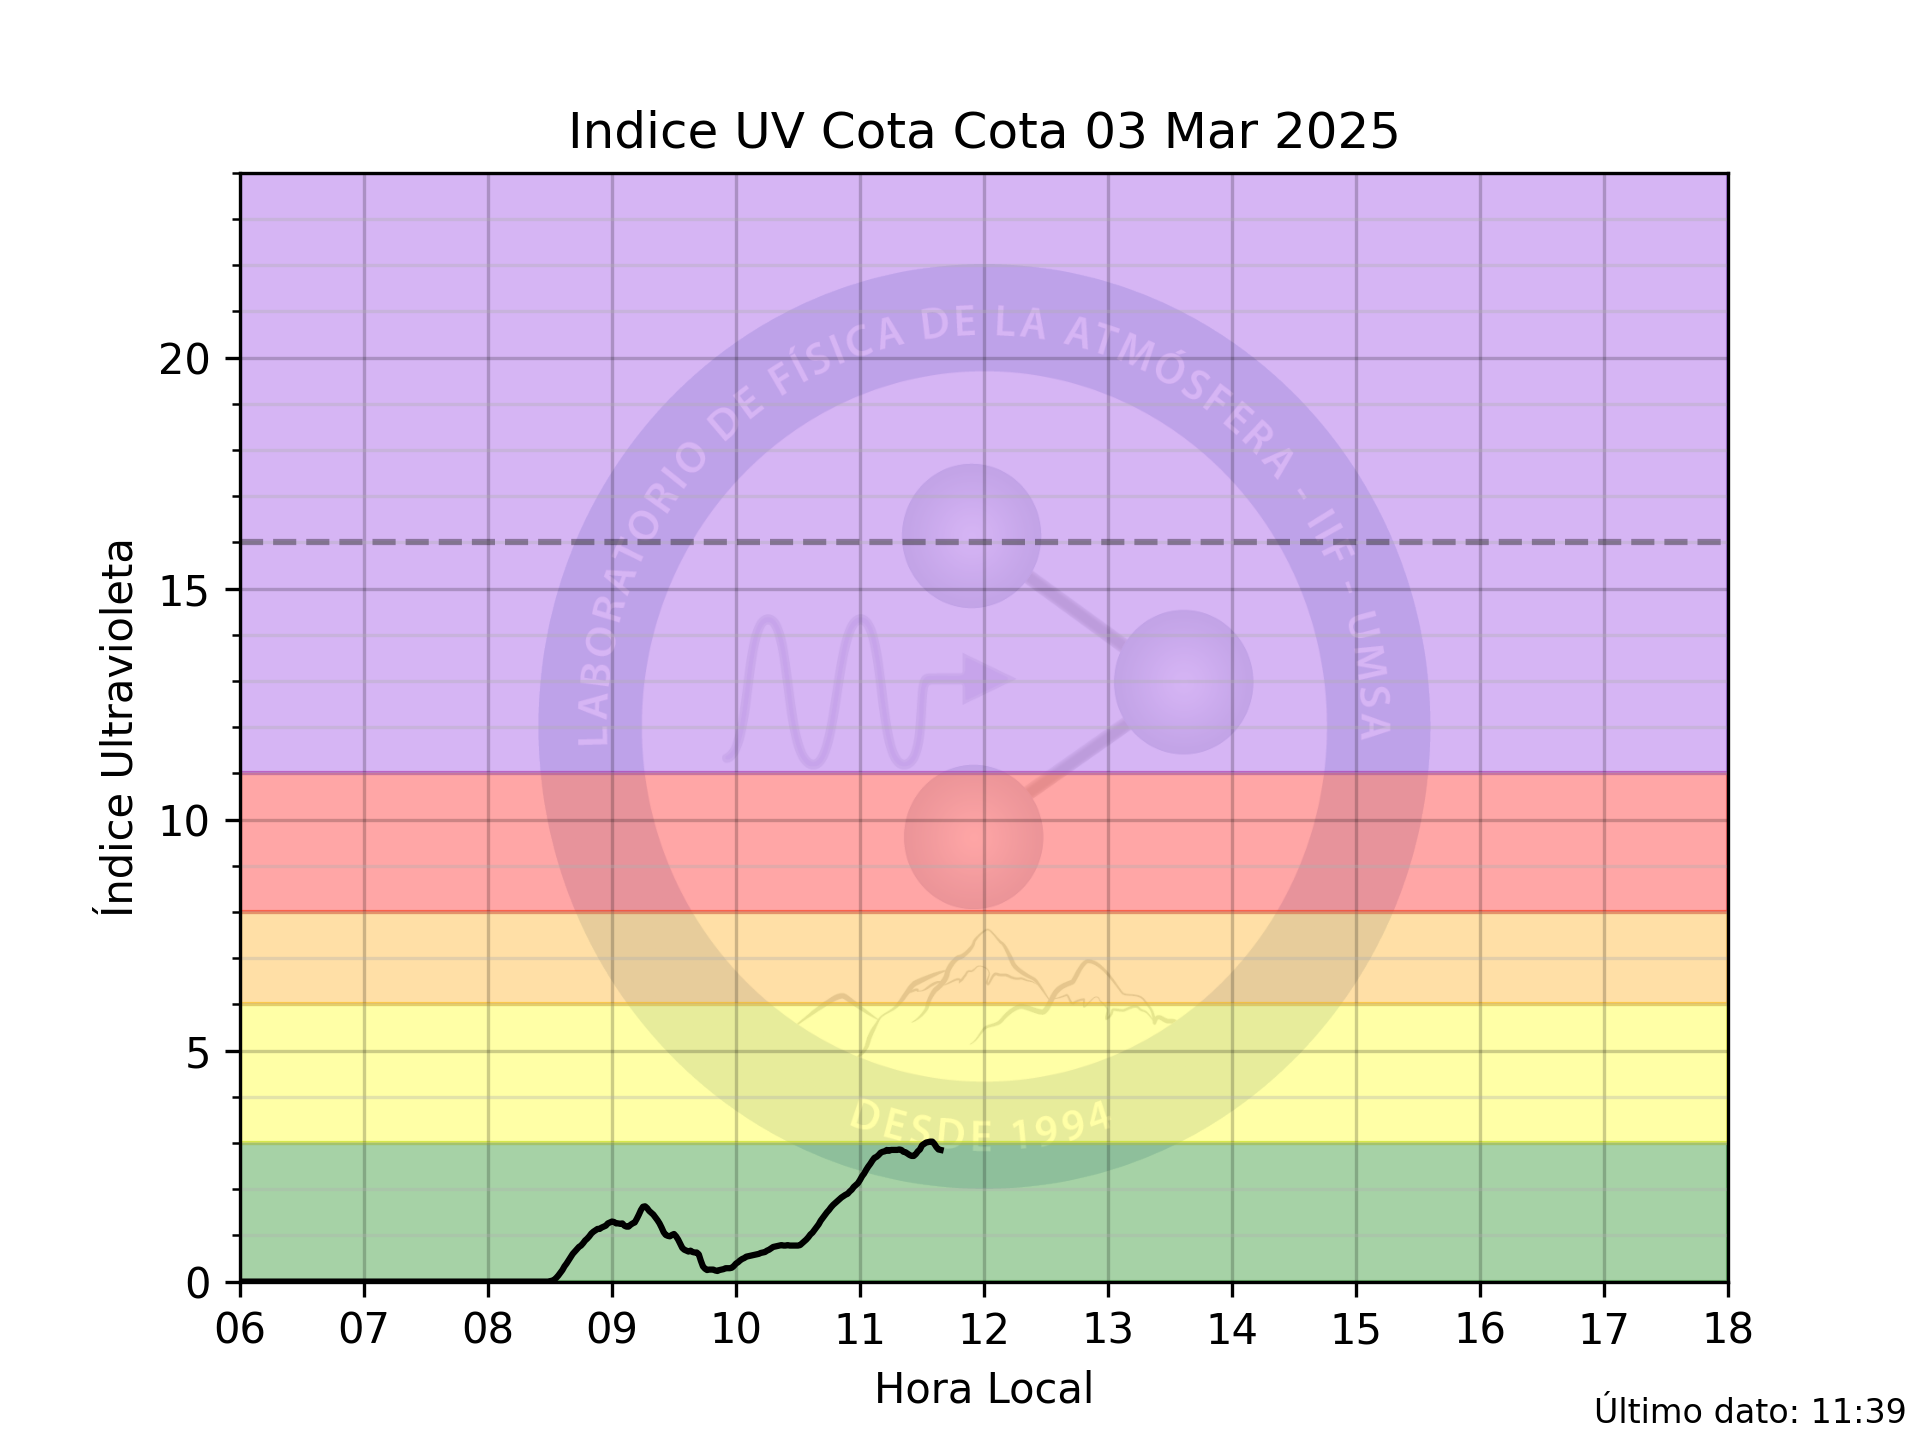 Indice UV Cota Cota 03 Mar 2025
LABORATORIO DE FÍSICA DE LA ATMÓSFERA - IIF - UMSA
DESDE 1994
Índice Ultravioleta
20
15
10
5
0
06 07 08 09 10 11 12 13 14 15 16 17 18
Hora Local
Último dato: 11:39